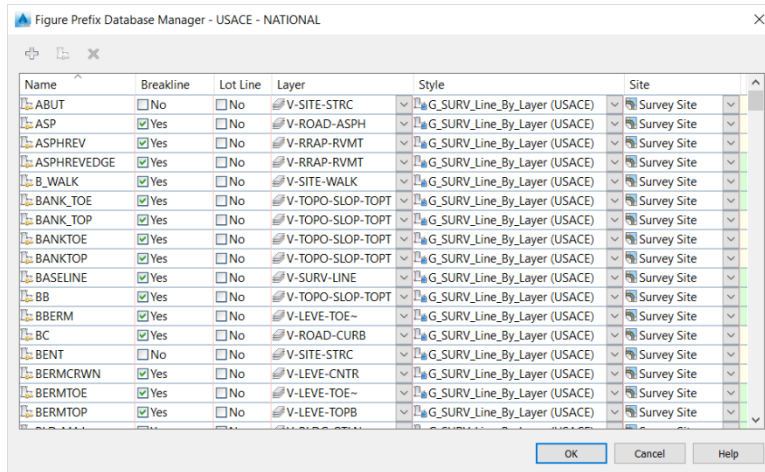 Figure Prefix Database Manager - USACE - NATIONAL
Name Breakline Lot Line Layer Style Site
ABUT No No V-SITE-STRC G_SURV_Line_By_Layer (USACE) Survey Site
ASP Yes No V-ROAD-ASPH G_SURV_Line_By_Layer (USACE) Survey Site
ASPHREV Yes No V-RRAP-RVMT G_SURV_Line_By_Layer (USACE) Survey Site
ASPHREVEDGE Yes No V-RRAP-RVMT G_SURV_Line_By_Layer (USACE) Survey Site
B_WALK Yes No V-SITE-WALK G_SURV_Line_By_Layer (USACE) Survey Site
BANK_TOE Yes No V-TOPO-SLOP-TOPT G_SURV_Line_By_Layer (USACE) Survey Site
BANK_TOP Yes No V-TOPO-SLOP-TOPT G_SURV_Line_By_Layer (USACE) Survey Site
BANKTOE Yes No V-TOPO-SLOP-TOPT G_SURV_Line_By_Layer (USACE) Survey Site
BANKTOP Yes No V-TOPO-SLOP-TOPT G_SURV_Line_By_Layer (USACE) Survey Site
BASELINE Yes No V-SURV-LINE G_SURV_Line_By_Layer (USACE) Survey Site
BB Yes No V-TOPO-SLOP-TOPT G_SURV_Line_By_Layer (USACE) Survey Site
BBERM Yes No V-LEVE-TOE~ G_SURV_Line_By_Layer (USACE) Survey Site
BC Yes No V-ROAD-CURB G_SURV_Line_By_Layer (USACE) Survey Site
BENT No No V-SITE-STRC G_SURV_Line_By_Layer (USACE) Survey Site
BERMCRWN Yes No V-LEVE-CNTR G_SURV_Line_By_Layer (USACE) Survey Site
BERMTOE Yes No V-LEVE-TOE~ G_SURV_Line_By_Layer (USACE) Survey Site
BERMTOP Yes No V-LEVE-TOPB G_SURV_Line_By_Layer (USACE) Survey Site
OK Cancel Help